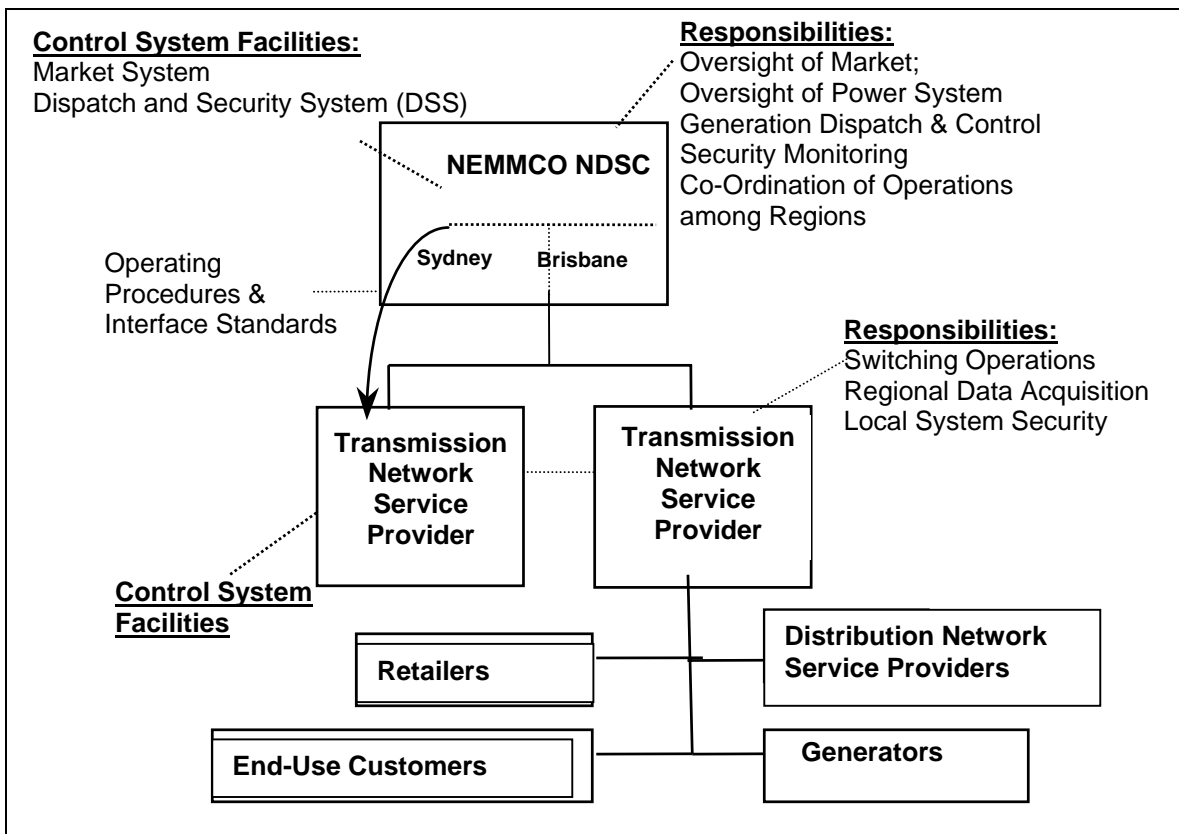 Control System Facilities:
Market System
Dispatch and Security System (DSS)
Responsibilities:
Oversight of Market;
Oversight of Power System
Generation Dispatch & Control
Security Monitoring
Co-Ordination of Operations
among Regions
NEMMCO NDSC
Sydney
Brisbane
Operating
Procedures &
Interface Standards
Responsibilities:
Switching Operations
Regional Data Acquisition
Local System Security
Transmission
Network
Service
Provider
Transmission
Network
Service
Provider
Control System
Facilities
Retailers
Distribution Network
Service Providers
End-Use Customers
Generators